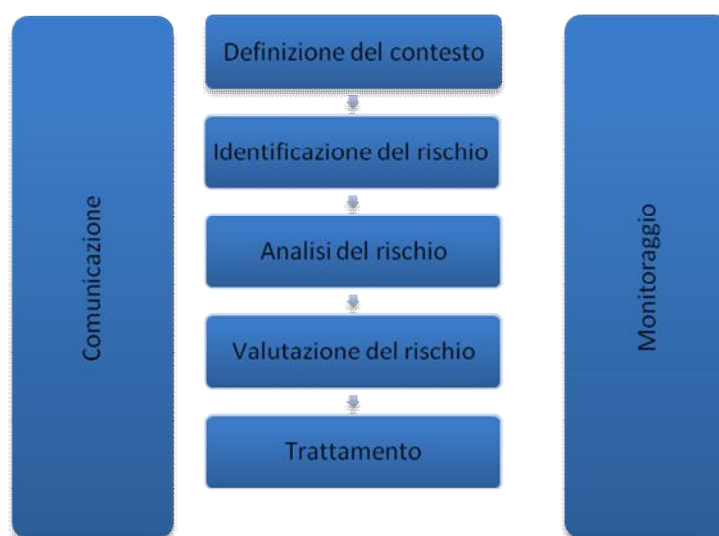 Comunicazione
Definizione del contesto
Identificazione del rischio
Analisi del rischio
Valutazione del rischio
Trattamento
Monitoraggio